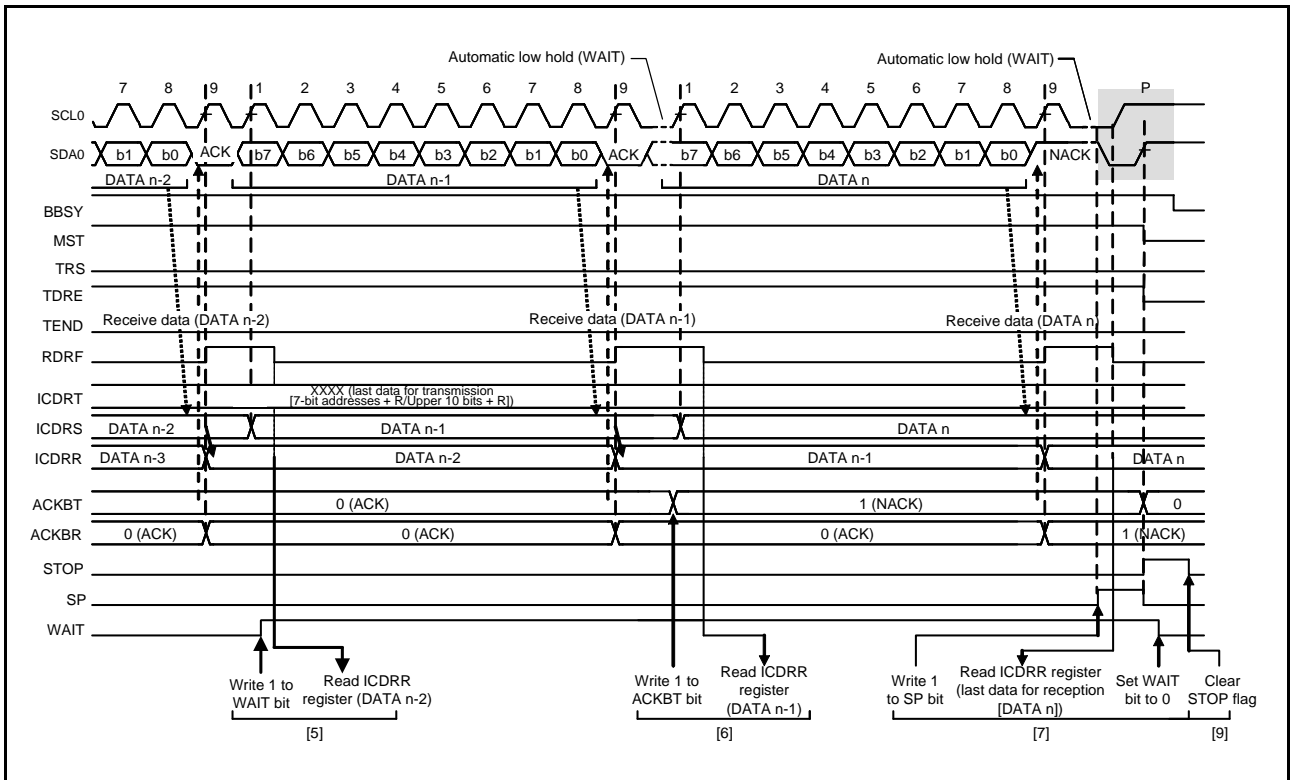 Automatic low hold (WAIT)
Automatic low hold (WAIT)
7 8 9 1 2 3 4 5 6 7 8 9 1 2 3 4 5 6 7 8 9 P
SCL0
SDA0 b1 b0 ACK b7 b6 b5 b4 b3 b2 b1 b0 ACK b7 b6 b5 b4 b3 b2 b1 b0 NACK
DATA n-2 DATA n-1 DATA n
BBSY
MST
TRS
TDRE
TEND Receive data (DATA n-2) Receive data (DATA n-1) Receive data (DATA n)
RDRF
ICDRT XXXX (last data for transmission
[7-bit addresses + R/Upper 10 bits + R])
ICDRS DATA n-2 DATA n-1 DATA n
ICDRR DATA n-3 DATA n-2 DATA n-1 DATA n
ACKBT 0 (ACK) 1 (NACK) 0
ACKBR 0 (ACK) 0 (ACK) 0 (ACK) 1 (NACK)
STOP
SP
WAIT
Write 1 to
WAIT bit
Read ICDRR
register (DATA n-2)
[5]
Write 1 to
ACKBT bit
Read ICDRR
register
(DATA n-1)
[6]
Write 1
to SP bit
Read ICDRR register
(last data for reception
[DATA n])
[7]
Set WAIT
bit to 0
Clear
STOP flag
[9]